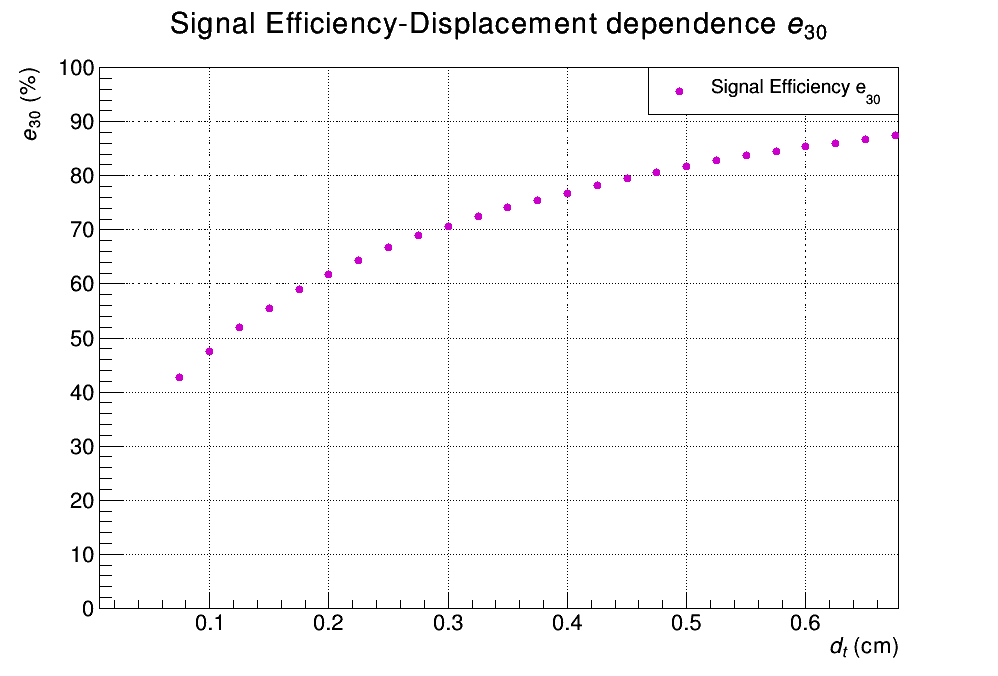 Signal Efficiency-Displacement dependence e₃₀
e₃₀ (%)
Signal Efficiency e₃₀
100
90
80
70
60
50
40
30
20
10
0
0.1 0.2 0.3 0.4 0.5 0.6
dₜ (cm)